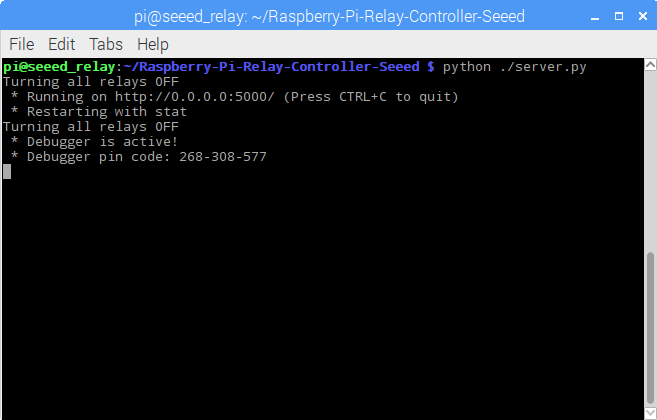 pi@seeed_relay: ~/Raspberry-Pi-Relay-Controller-Seeed
File Edit Tabs Help
pi@seeed_relay:~/Raspberry-Pi-Relay-Controller-Seeed $ python ./server.py
Turning all relays OFF
 * Running on http://0.0.0.0:5000/ (Press CTRL+C to quit)
 * Restarting with stat
Turning all relays OFF
 * Debugger is active!
 * Debugger pin code: 268-308-577